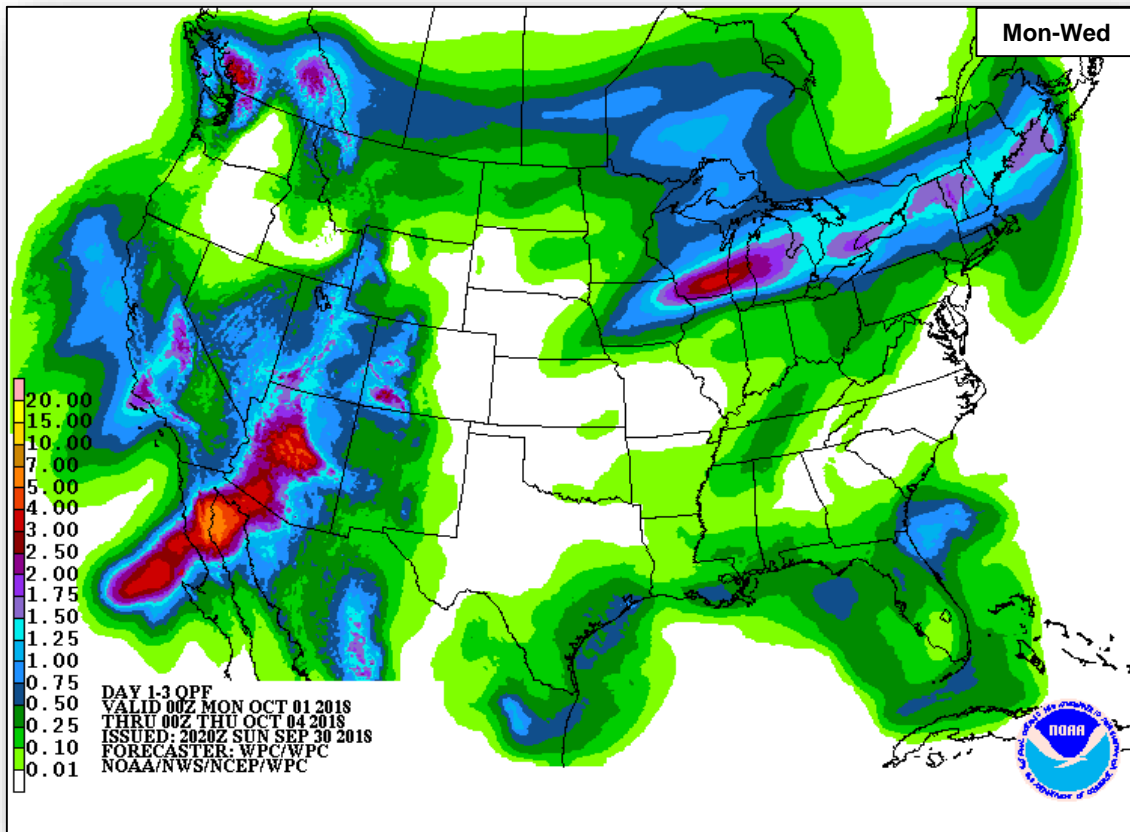 Mon-Wed
20.00
15.00
10.00
7.00
5.00
4.00
3.00
2.50
2.00
1.75
1.50
1.25
1.00
0.75
0.50
0.25
0.10
0.01
DAY 1-3 QPF
VALID 00Z MON OCT 01 2018
THRU 00Z THU OCT 04 2018
ISSUED: 2020Z SUN SEP 30 2018
FORECASTER: WPC/WPC
NOAA/NWS/NCEP/WPC
NOAA